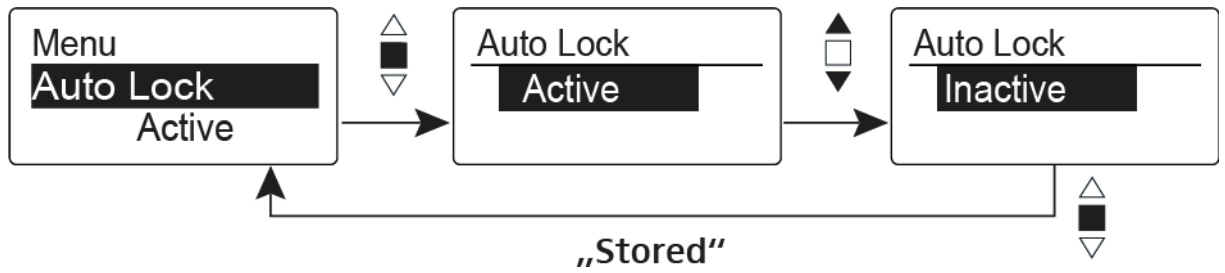 Menu
Auto Lock
Active
Auto Lock
Active
Auto Lock
Inactive
„Stored“